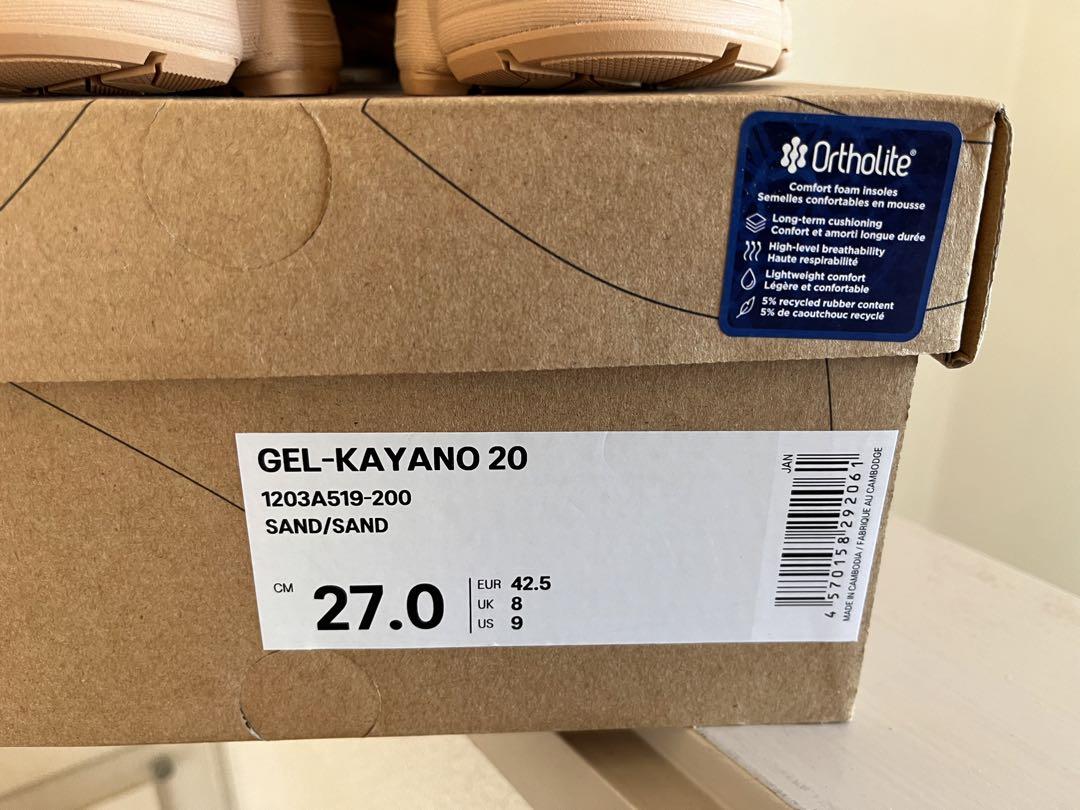 Ortholite®
Comfort foam insoles
Semelles confortables en mousse
Long-term cushioning
Confort et amorti longue durée
High-level breathability
Haute respirabilité
Lightweight comfort
Légère et confortable
5% recycled rubber content
5% de caoutchouc recyclé
GEL-KAYANO 20
1203A519-200
SAND/SAND
CM 27.0
EUR 42.5
UK 8
US 9
JAN
4 570158 292061
MADE IN CAMBODIA / FABRIQUE AU CAMBODGE